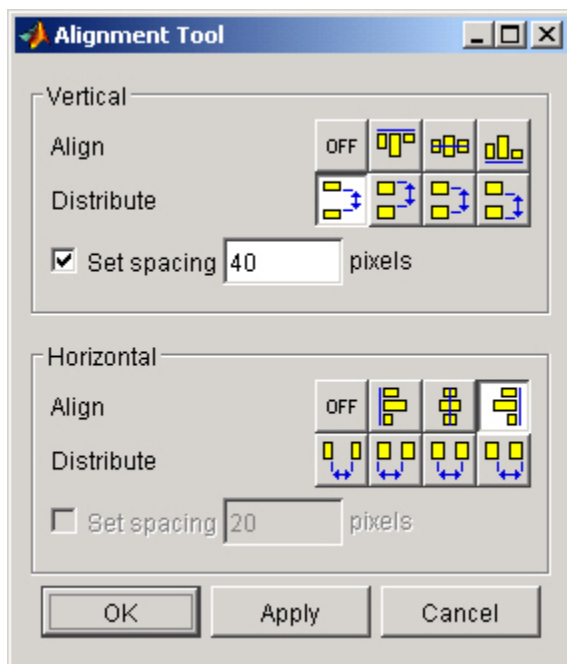 Alignment Tool
Vertical
Align OFF
Distribute
Set spacing 40 pixels
Horizontal
Align OFF
Distribute
Set spacing 20 pixels
OK Apply Cancel